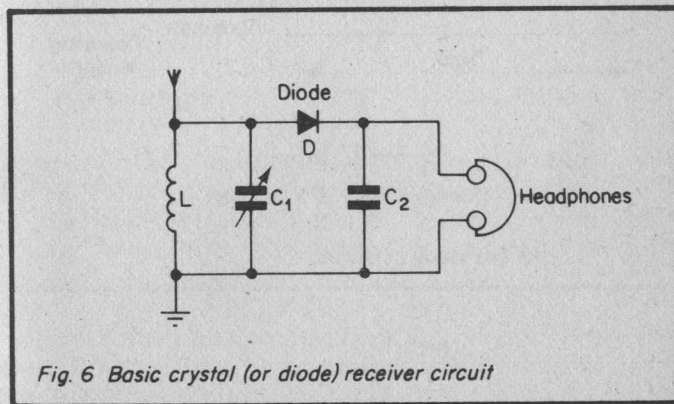 Diode
D
L
C₁
C₂
Headphones
Fig. 6 Basic crystal (or diode) receiver circuit